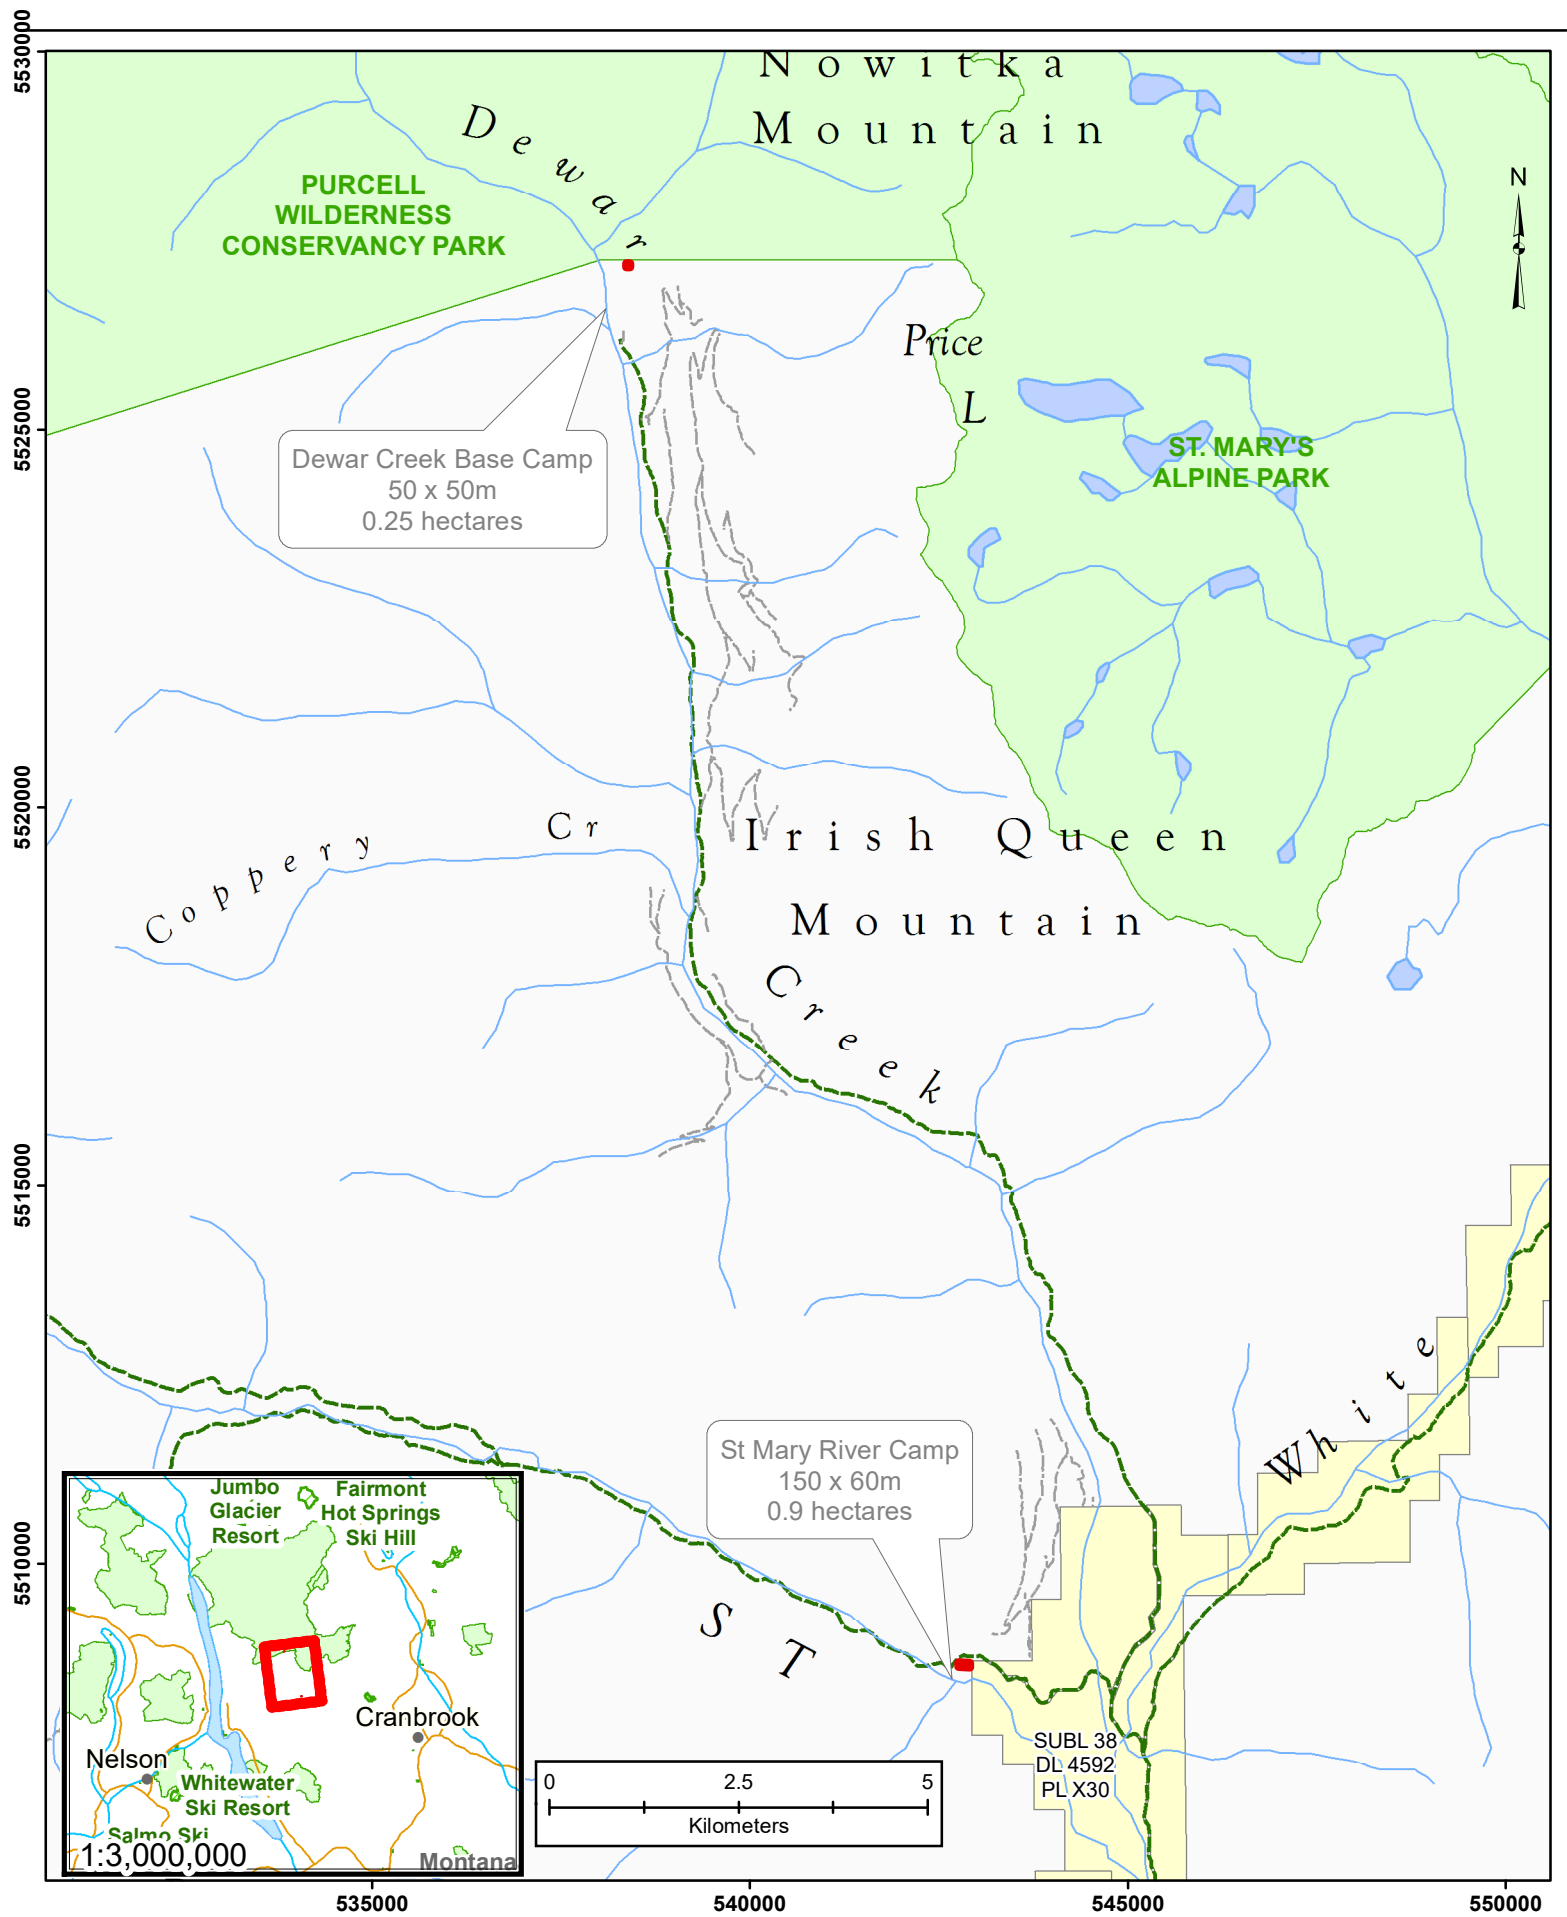 5530000
5525000
5520000
5515000
5510000
Nowitka
Mountain
Dewar
PURCELL
WILDERNESS
CONSERVANCY PARK
N
Price
L
Dewar Creek Base Camp
50 x 50m
0.25 hectares
ST. MARY'S
ALPINE PARK
Coppery Cr
Irish Queen
Mountain
Creek
White
St Mary River Camp
150 x 60m
0.9 hectares
ST
SUBL 38
DL 4592
PL X30
Jumbo
Glacier
Resort
Fairmont
Hot Springs
Ski Hill
Cranbrook
Nelson
Whitewater
Ski Resort
Salmo Ski
1:3,000,000
Montana
0 2.5 5
Kilometers
535000 540000 545000 550000